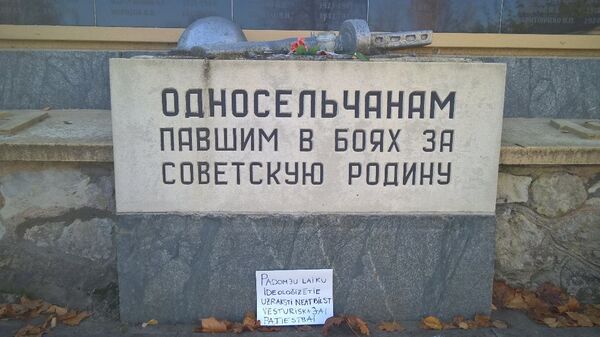 ОДНОСЕЛЬЧАНАМ
ПАВШИМ В БОЯХ ЗА
СОВЕТСКУЮ РОДИНУ
PADOMJU LAIKU
IDEOLOĢIZĒTIE
UZRAKSTI NEATBILST
VĒSTURISKAJAI
PATIESĪBAI